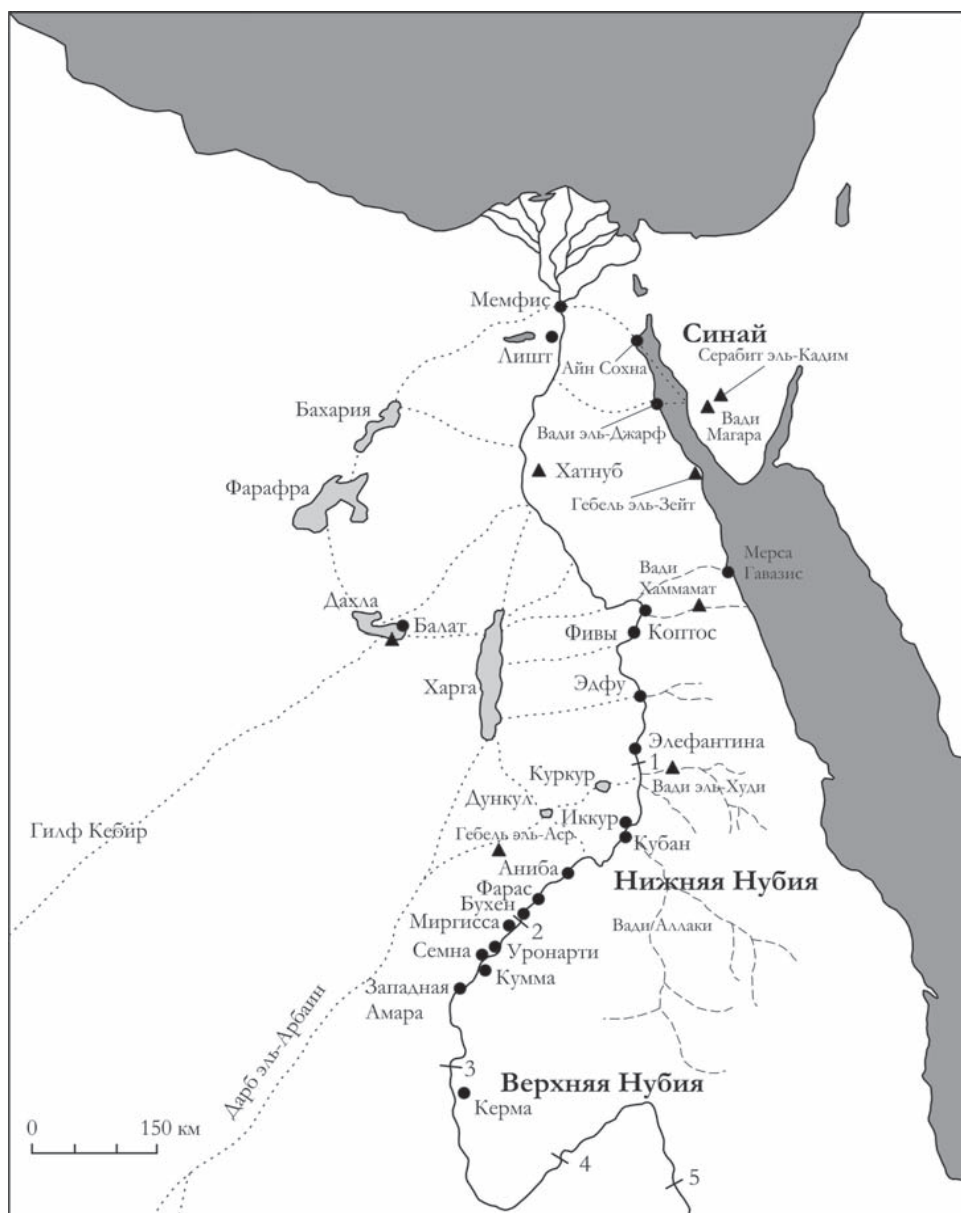 Мемфис
Синай
Серабит эль-Кадим
Лишт
Айн Сохна
Бахария
Вади эль-Джарф
Вади
Магара
Фарафра
Хатнуб
Гебель эль-Зейт
Мерса
Гавазис
Вади
Хаммамат
Дахла
Балат
Фивы
Коптос
Харга
Эдфу
Элефантина
1
Куркур
Вади эль-Худи
Дункул
Иккур
Гилф Кебир
Гебель эль-Аср
Кубан
Аниба
Нижняя Нубия
Фарас
Бухен
Миргисса
2
Вади Аллаки
Семна
Уронарти
Кумма
Западная
Амара
Дарб эль-Арбаин
3
Верхняя Нубия
Керма
0
150 км
4
5